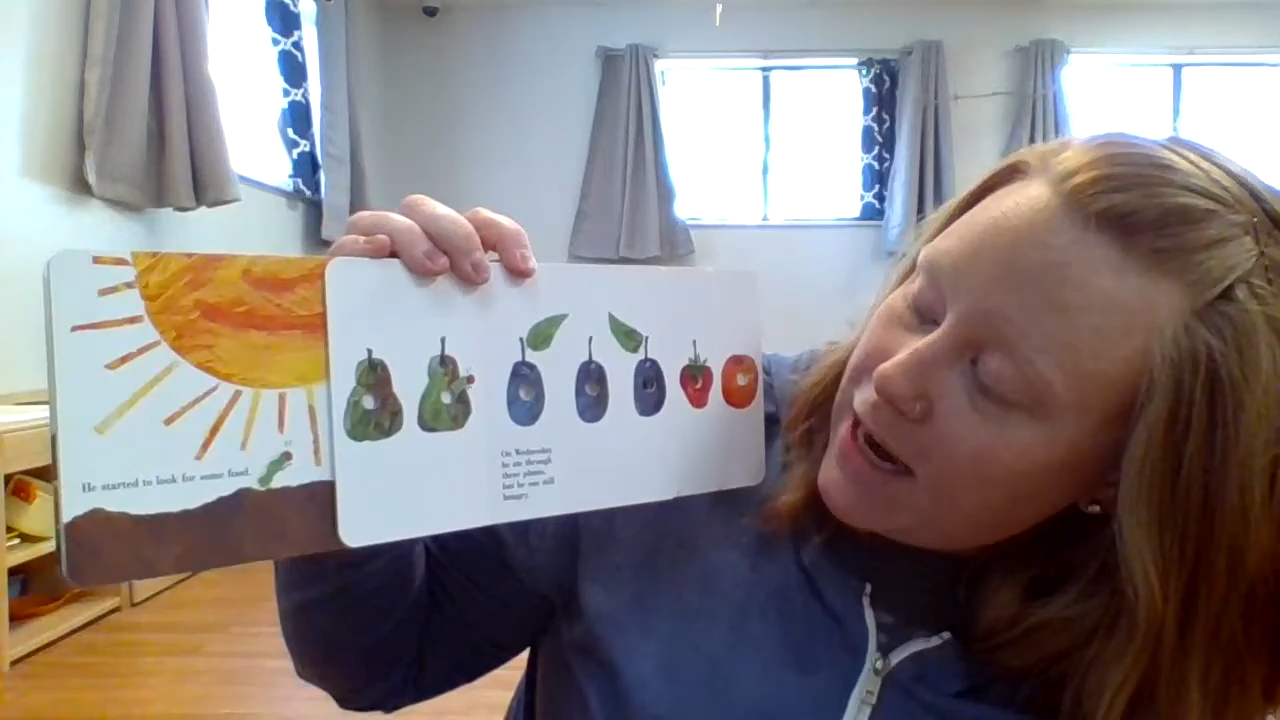 He started to look for some food.
On Wednesday
he ate through
three plums,
but he was still
hungry.